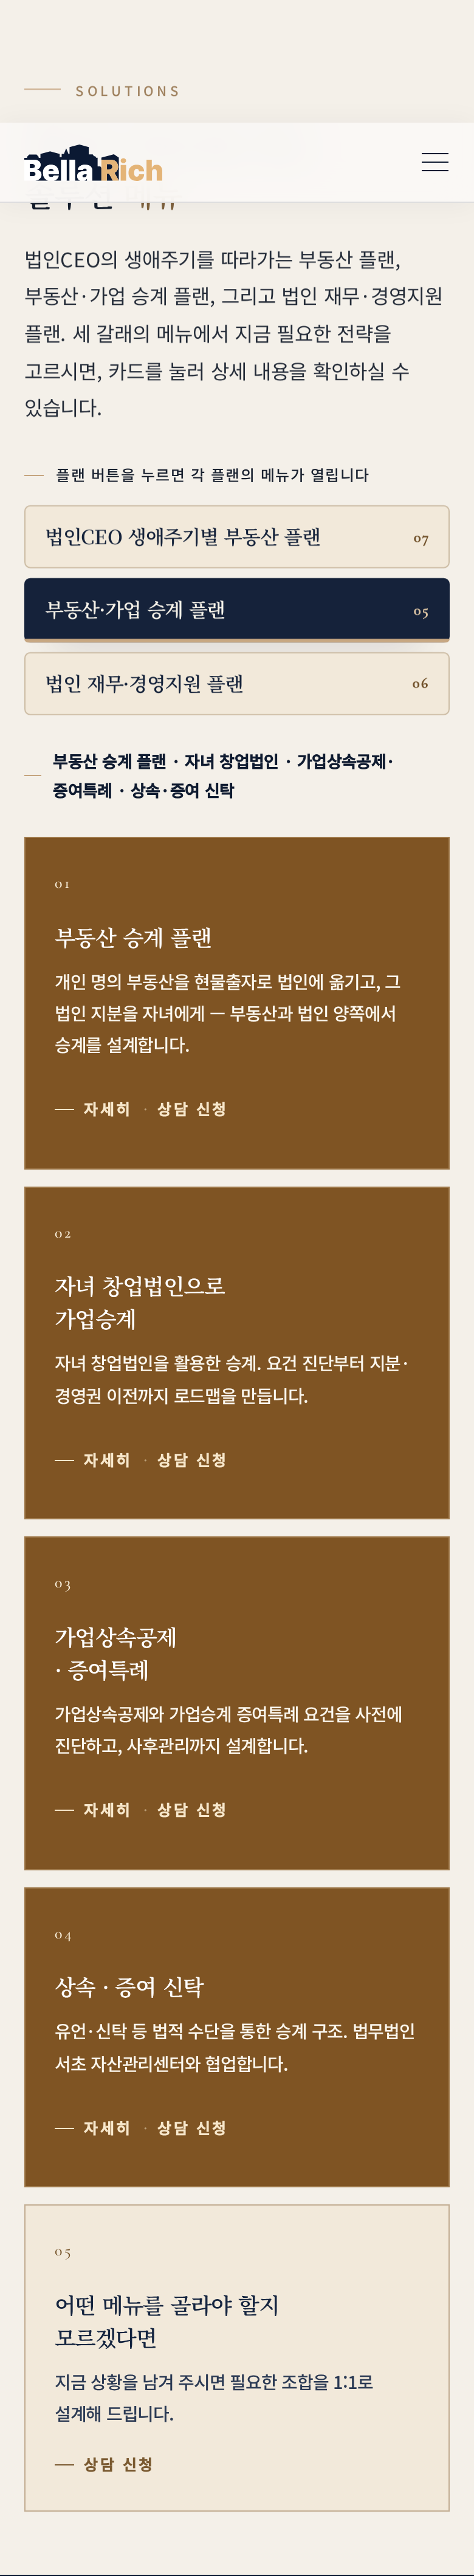 SOLUTIONS
Bella Rich
법인CEO의 생애주기를 따라가는 부동산 플랜,
부동산·가업 승계 플랜, 그리고 법인 재무·경영지원
플랜. 세 갈래의 메뉴에서 지금 필요한 전략을
고르시면, 카드를 눌러 상세 내용을 확인하실 수
있습니다.
플랜 버튼을 누르면 각 플랜의 메뉴가 열립니다
법인CEO 생애주기별 부동산 플랜 07
부동산·가업 승계 플랜 05
법인 재무·경영지원 플랜 06
부동산 승계 플랜 · 자녀 창업법인 · 가업상속공제·
증여특례 · 상속·증여 신탁
01
부동산 승계 플랜
개인 명의 부동산을 현물출자로 법인에 옮기고, 그
법인 지분을 자녀에게 — 부동산과 법인 양쪽에서
승계를 설계합니다.
— 자세히 · 상담 신청
02
자녀 창업법인으로
가업승계
자녀 창업법인을 활용한 승계. 요건 진단부터 지분·
경영권 이전까지 로드맵을 만듭니다.
— 자세히 · 상담 신청
03
가업상속공제
· 증여특례
가업상속공제와 가업승계 증여특례 요건을 사전에
진단하고, 사후관리까지 설계합니다.
— 자세히 · 상담 신청
04
상속 · 증여 신탁
유언·신탁 등 법적 수단을 통한 승계 구조. 법무법인
서초 자산관리센터와 협업합니다.
— 자세히 · 상담 신청
05
어떤 메뉴를 골라야 할지
모르겠다면
지금 상황을 남겨 주시면 필요한 조합을 1:1로
설계해 드립니다.
— 상담 신청